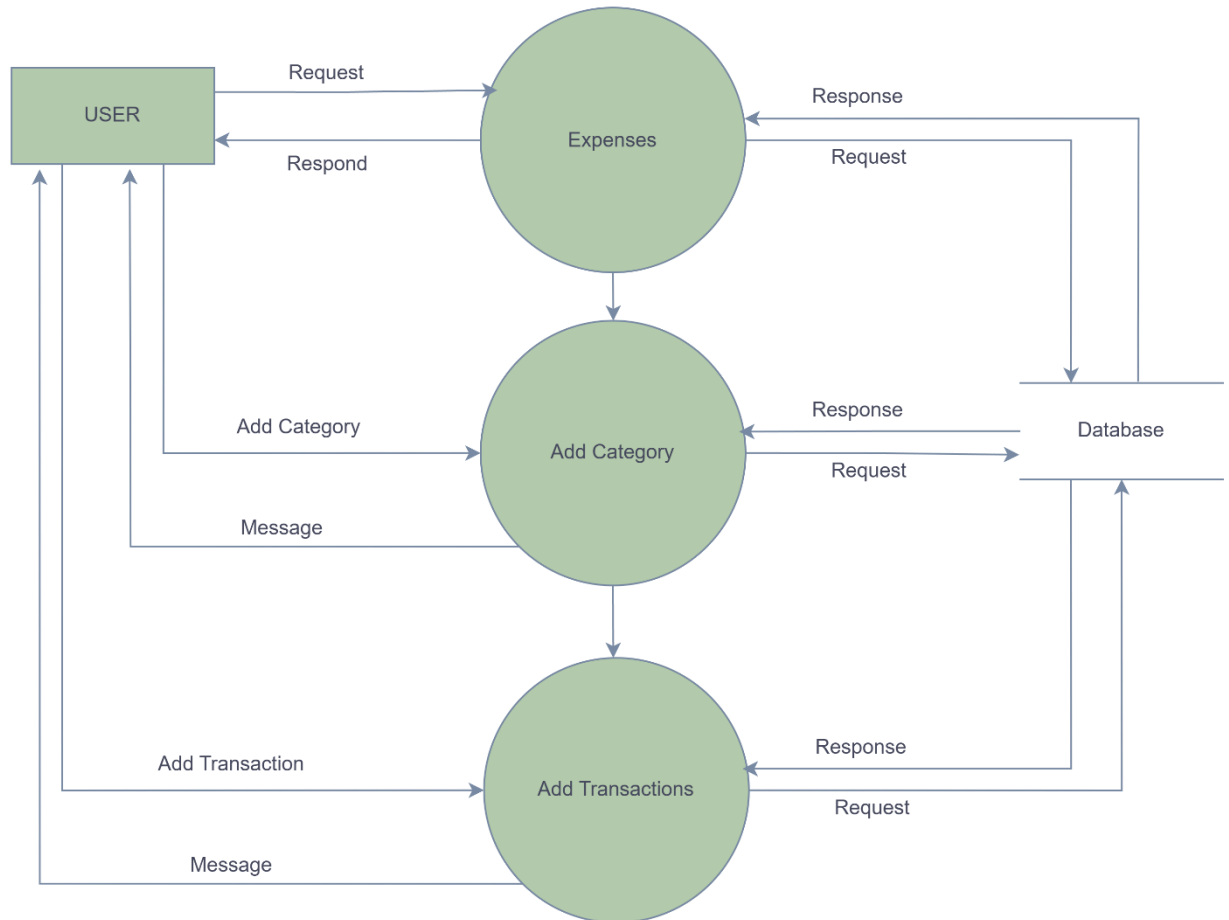 Request
Response
USER
Expenses
Request
Respond
Response
Add Category
Database
Add Category
Request
Message
Response
Add Transaction
Add Transactions
Request
Message